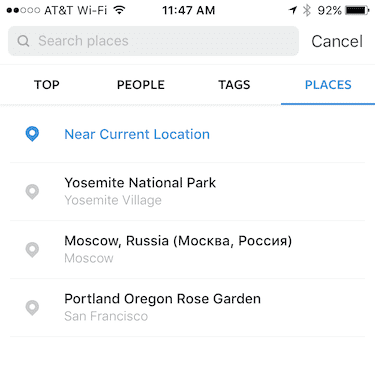 AT&T Wi-Fi 11:47 AM 92%
Search places Cancel
TOP PEOPLE TAGS PLACES
Near Current Location
Yosemite National Park
Yosemite Village
Moscow, Russia (Москва, Россия)
Moscow
Portland Oregon Rose Garden
San Francisco